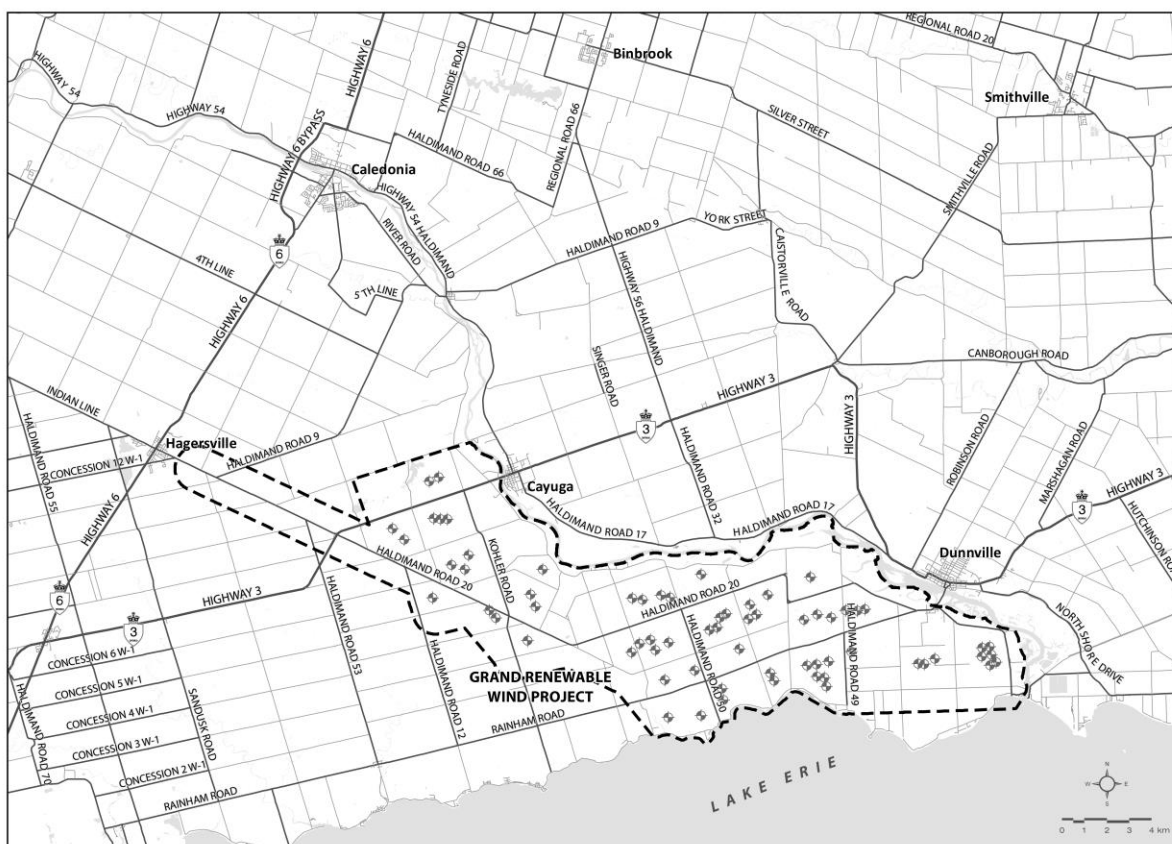 REGIONAL ROAD 20
HIGHWAY 6
TYNESIDE ROAD
Binbrook
HIGHWAY 54
HIGHWAY 54
Smithville
REGIONAL ROAD 66
SILVER STREET
HIGHWAY 6 BYPASS
HALDIMAND ROAD 66
Caledonia
SMITHVILLE ROAD
HIGHWAY 54 HALDIMAND
YORK STREET
RIVER ROAD
HALDIMAND ROAD 9
CAISTORVILLE ROAD
6
4TH LINE
5 TH LINE
HIGHWAY 6
HIGHWAY 56 HALDIMAND
SINGER ROAD
CANBOROUGH ROAD
INDIAN LINE
HIGHWAY 3
HALDIMAND ROAD 55
Hagersville
HALDIMAND ROAD 9
3
HIGHWAY 3
ROBINSON ROAD
MARSHAGAN ROAD
CONCESSION 12 W-1
HALDIMAND ROAD 32
HIGHWAY 3
Cayuga
3
HIGHWAY 6
HALDIMAND ROAD 17
HALDIMAND ROAD 17
HUTCHINSON ROAD
KOHLER ROAD
Dunnville
HALDIMAND ROAD 20
HALDIMAND ROAD 20
HIGHWAY 3
6
3
HALDIMAND ROAD 53
HALDIMAND ROAD 49
NORTH SHORE DRIVE
CONCESSION 6 W-1
HALDIMAND ROAD 12
GRAND RENEWABLE
WIND PROJECT
HALDIMAND ROAD 50
CONCESSION 5 W-1
SANDUSK ROAD
HALDIMAND ROAD 70
CONCESSION 4 W-1
RAINHAM ROAD
CONCESSION 3 W-1
CONCESSION 2 W-1
RAINHAM ROAD
LAKE ERIE
N
W E
S
0 1 2 3 4 km